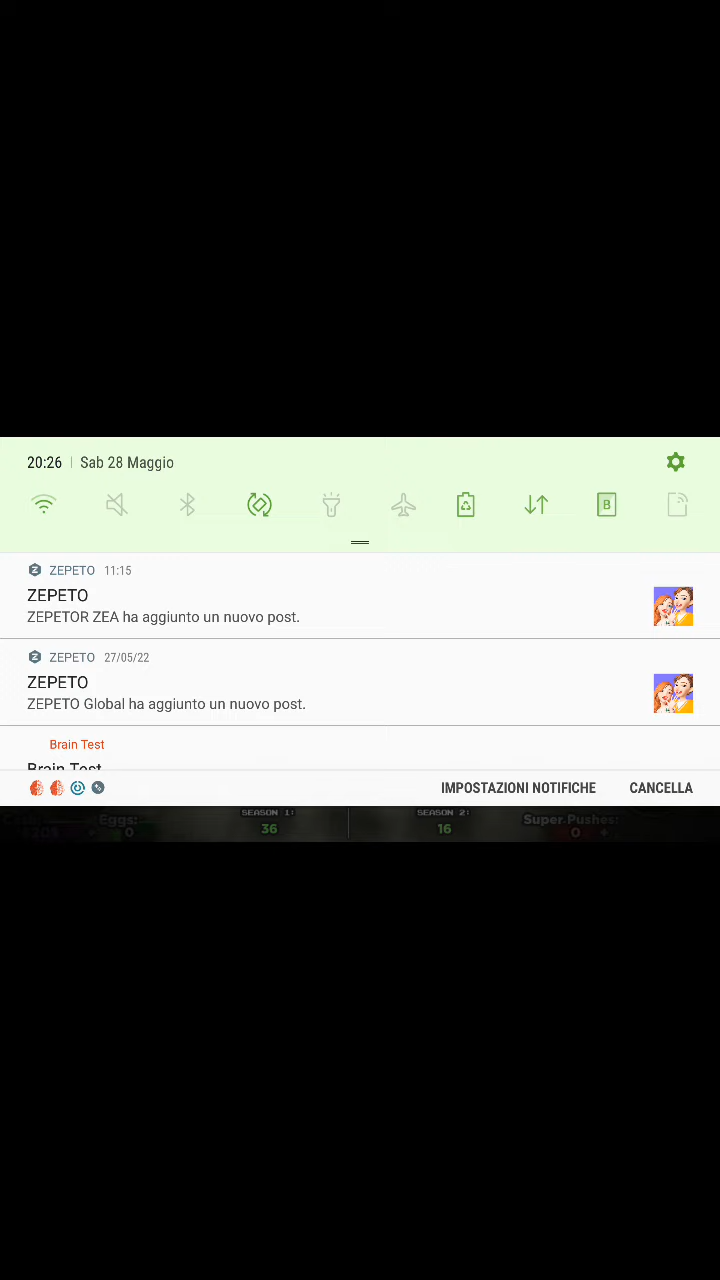 20:26 | Sab 28 Maggio
B
ZEPETO 11:15
ZEPETO
ZEPETOR ZEA ha aggiunto un nuovo post.
ZEPETO 27/05/22
ZEPETO
ZEPETO Global ha aggiunto un nuovo post.
Brain Test
Brain Test
IMPOSTAZIONI NOTIFICHE CANCELLA
Eggs: SEASON 1: SEASON 2: Super Pushes:
0 36 16 0